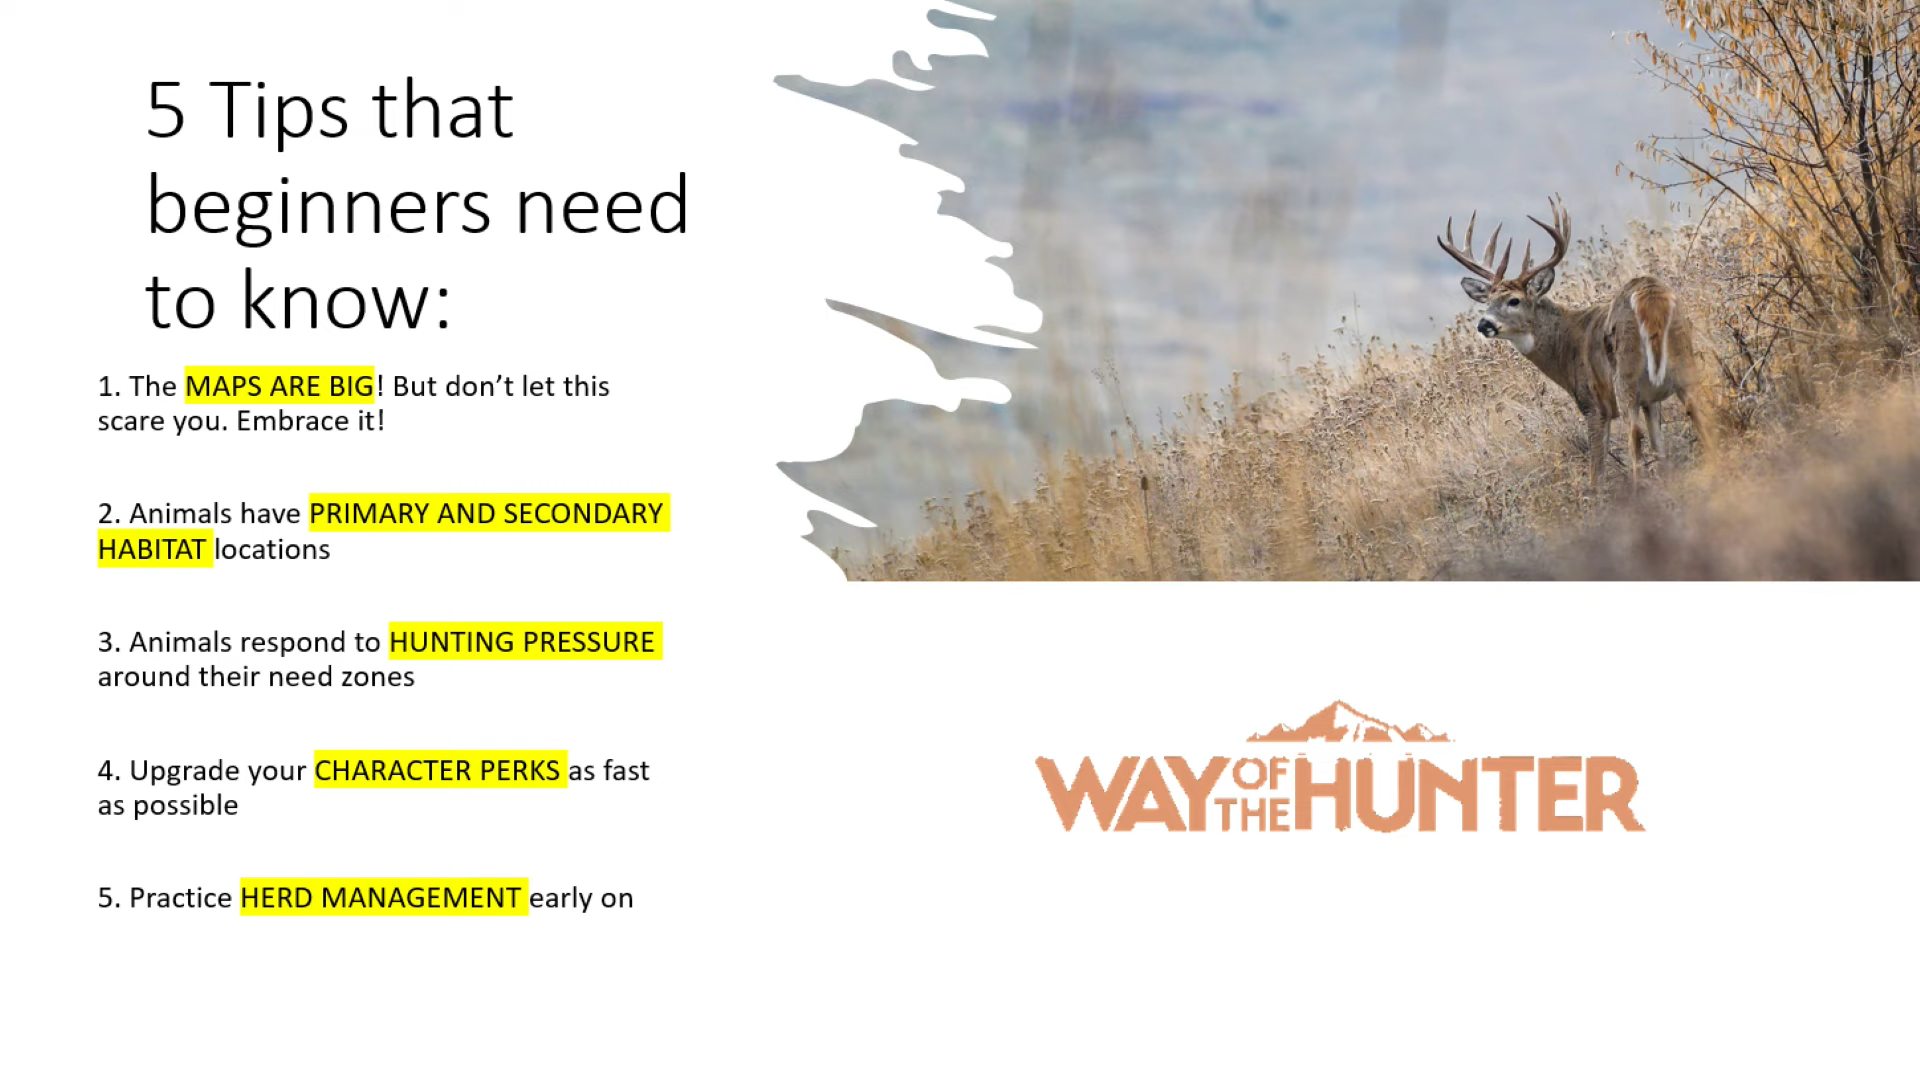 5 Tips that
beginners need
to know:
1. The MAPS ARE BIG! But don’t let this
scare you. Embrace it!
2. Animals have PRIMARY AND SECONDARY
HABITAT locations
3. Animals respond to HUNTING PRESSURE
around their need zones
4. Upgrade your CHARACTER PERKS as fast
as possible
5. Practice HERD MANAGEMENT early on
WAY OF THE HUNTER